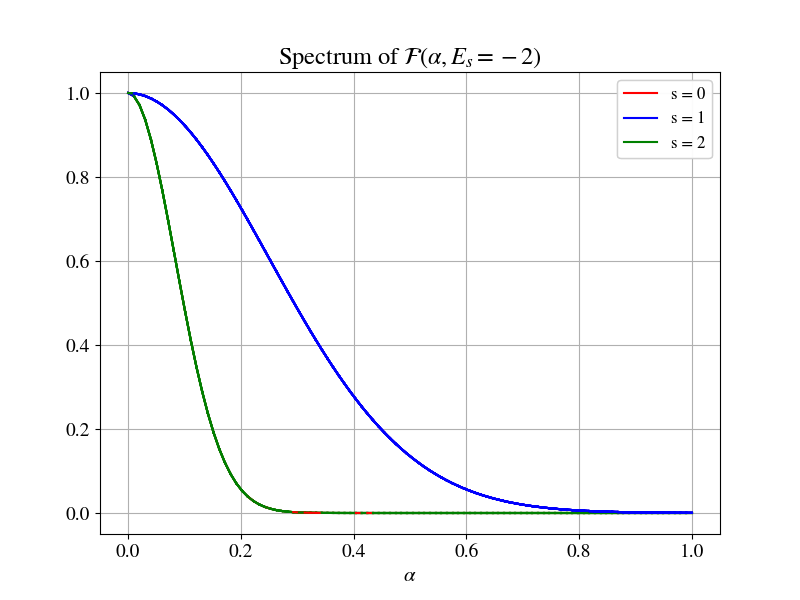 Spectrum of 𝓕(α, E_s = −2)
s = 0
s = 1
s = 2
1.0
0.8
0.6
0.4
0.2
0.0
0.0 0.2 0.4 0.6 0.8 1.0
α